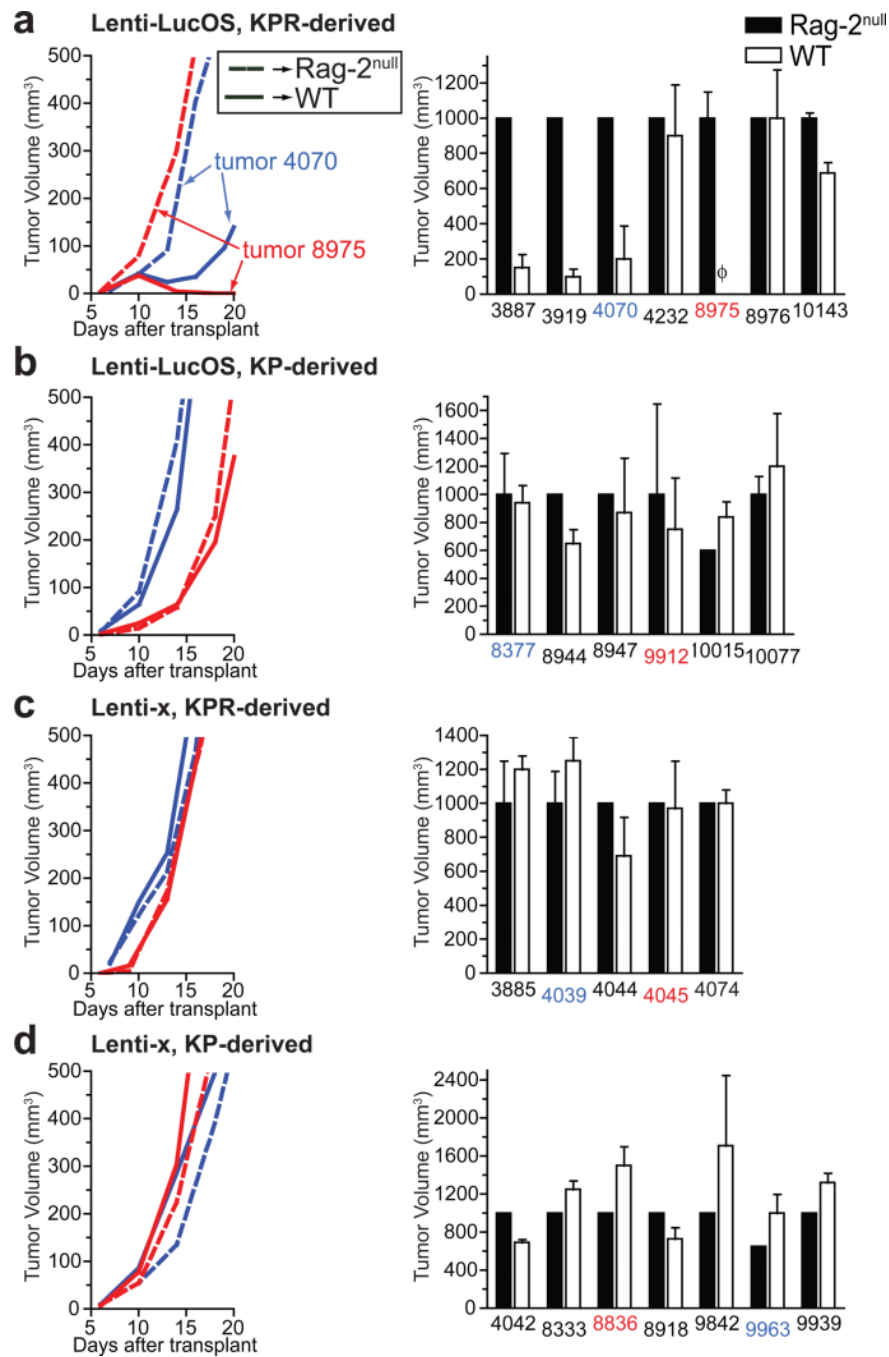 a Lenti-LucOS, KPR-derived
Tumor Volume (mm³)
500
400
300
200
100
0
5 10 15 20
Days after transplant
→Rag-2null
→WT
tumor 4070
tumor 8975
Rag-2null
WT
Tumor Volume (mm³)
1000
800
600
400
200
0
ϕ
3887 3919 4070 4232 8975 8976 10143
b Lenti-LucOS, KP-derived
Tumor Volume (mm³)
500
400
300
200
100
0
5 10 15 20
Days after transplant
Tumor Volume (mm³)
1600
1400
1200
1000
800
600
400
200
0
8377 8944 8947 9912 10015 10077
c Lenti-x, KPR-derived
Tumor Volume (mm³)
500
400
300
200
100
0
5 10 15 20
Days after transplant
Tumor Volume (mm³)
1400
1200
1000
800
600
400
200
0
3885 4039 4044 4045 4074
d Lenti-x, KP-derived
Tumor Volume (mm³)
500
400
300
200
100
0
5 10 15 20
Days after transplant
Tumor Volume (mm³)
2400
2000
1600
1200
800
400
0
4042 8333 8836 8918 9842 9963 9939